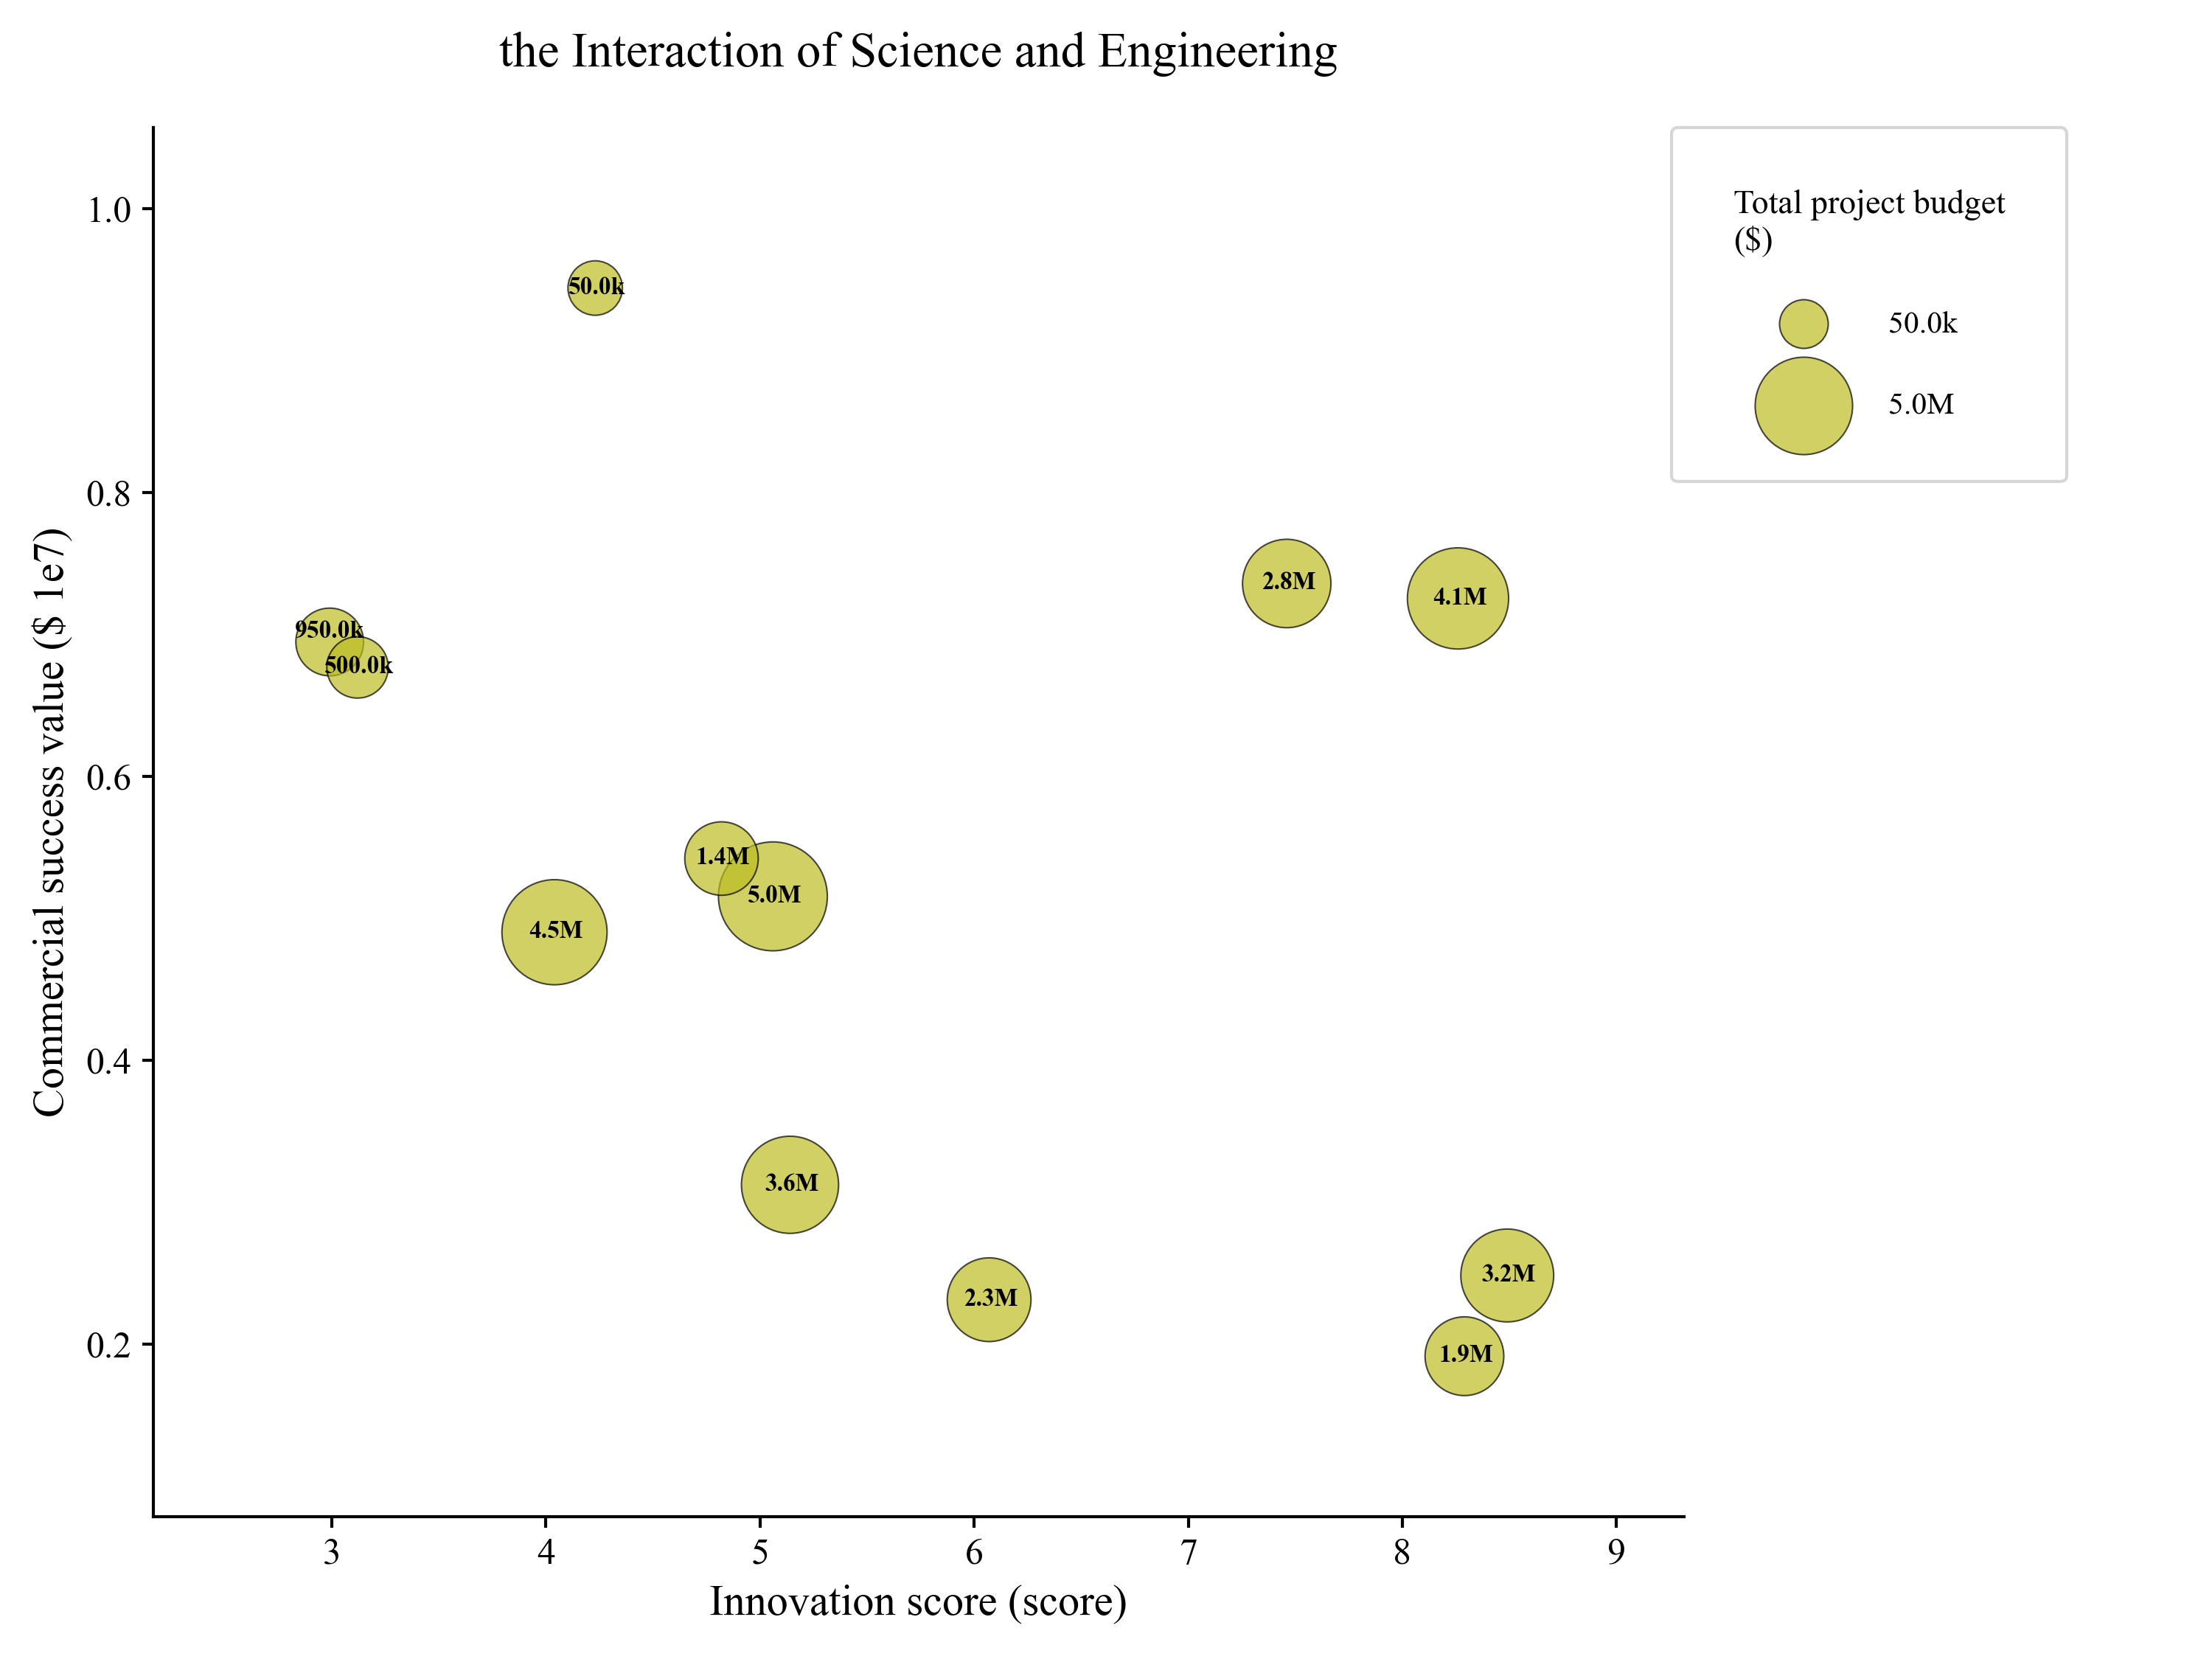 the Interaction of Science and Engineering
Total project budget
($)
50.0k
5.0M
Commercial success value ($ 1e7)
1.0
0.8
0.6
0.4
0.2
50.0k
2.8M
4.1M
950.0k
500.0k
1.4M
5.0M
4.5M
3.6M
3.2M
2.3M
1.9M
3 4 5 6 7 8 9
Innovation score (score)